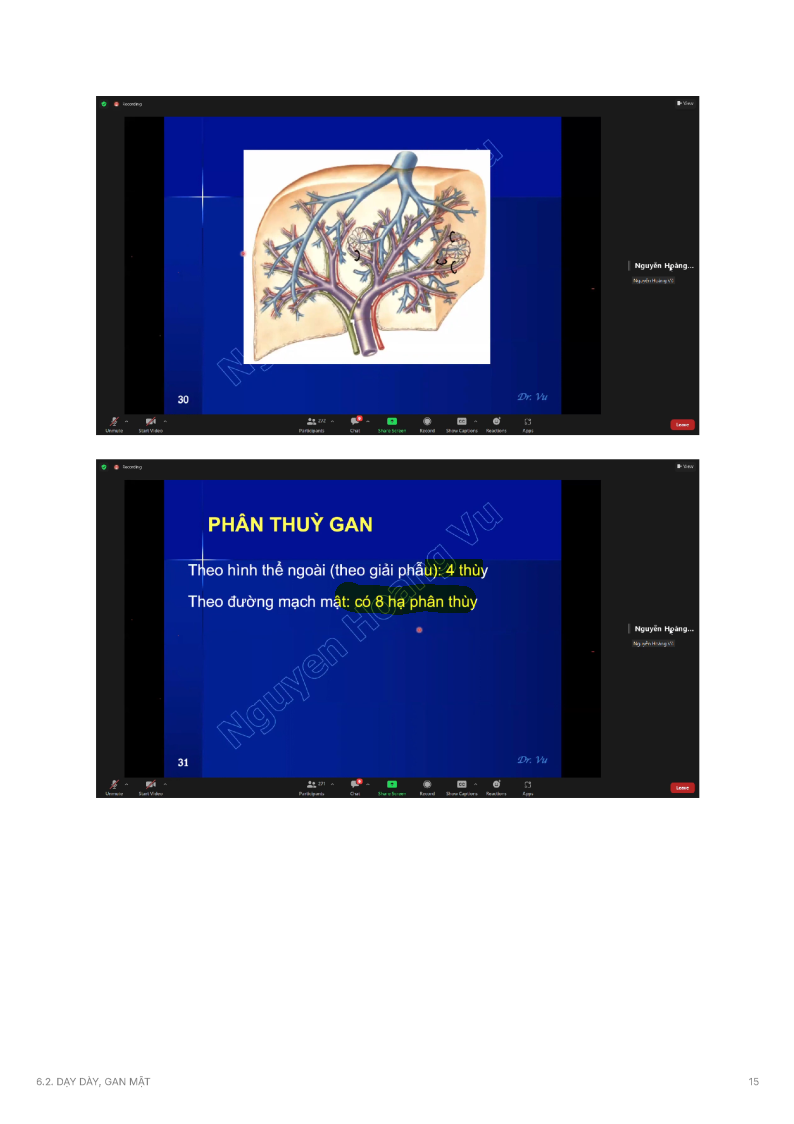 Recording
View
Nguyễn Hoàng...
Nguyễn Hoàng Vũ
Nguyen Hoang Vu
30
Dr. Vu
Unmute
Start Video
Participants
Chat
Share Screen
Record
Show Captions
Reactions
Apps
Leave
Recording
View
PHÂN THUỲ GAN
Theo hình thể ngoài (theo giải phẫu): 4 thùy
Theo đường mạch mật: có 8 hạ phân thùy
Nguyen Hoang Vu
Nguyễn Hoàng...
Nguyễn Hoàng Vũ
31
Dr. Vu
Unmute
Start Video
Participants
271
Chat
Share Screen
Record
Show Captions
Reactions
Apps
Leave
6.2. DẠY DÀY, GAN MẬT
15